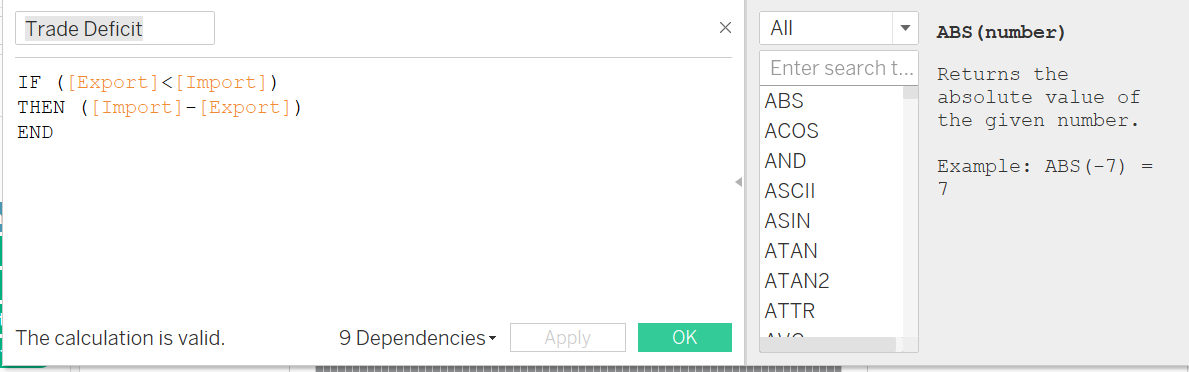 Trade Deficit
IF ([Export]<[Import])
THEN ([Import]-[Export])
END
The calculation is valid.
9 Dependencies
Apply
OK
All
Enter search t...
ABS
ACOS
AND
ASCII
ASIN
ATAN
ATAN2
ATTR
AVG
ABS(number)
Returns the
absolute value of
the given number.
Example: ABS(-7) =
7